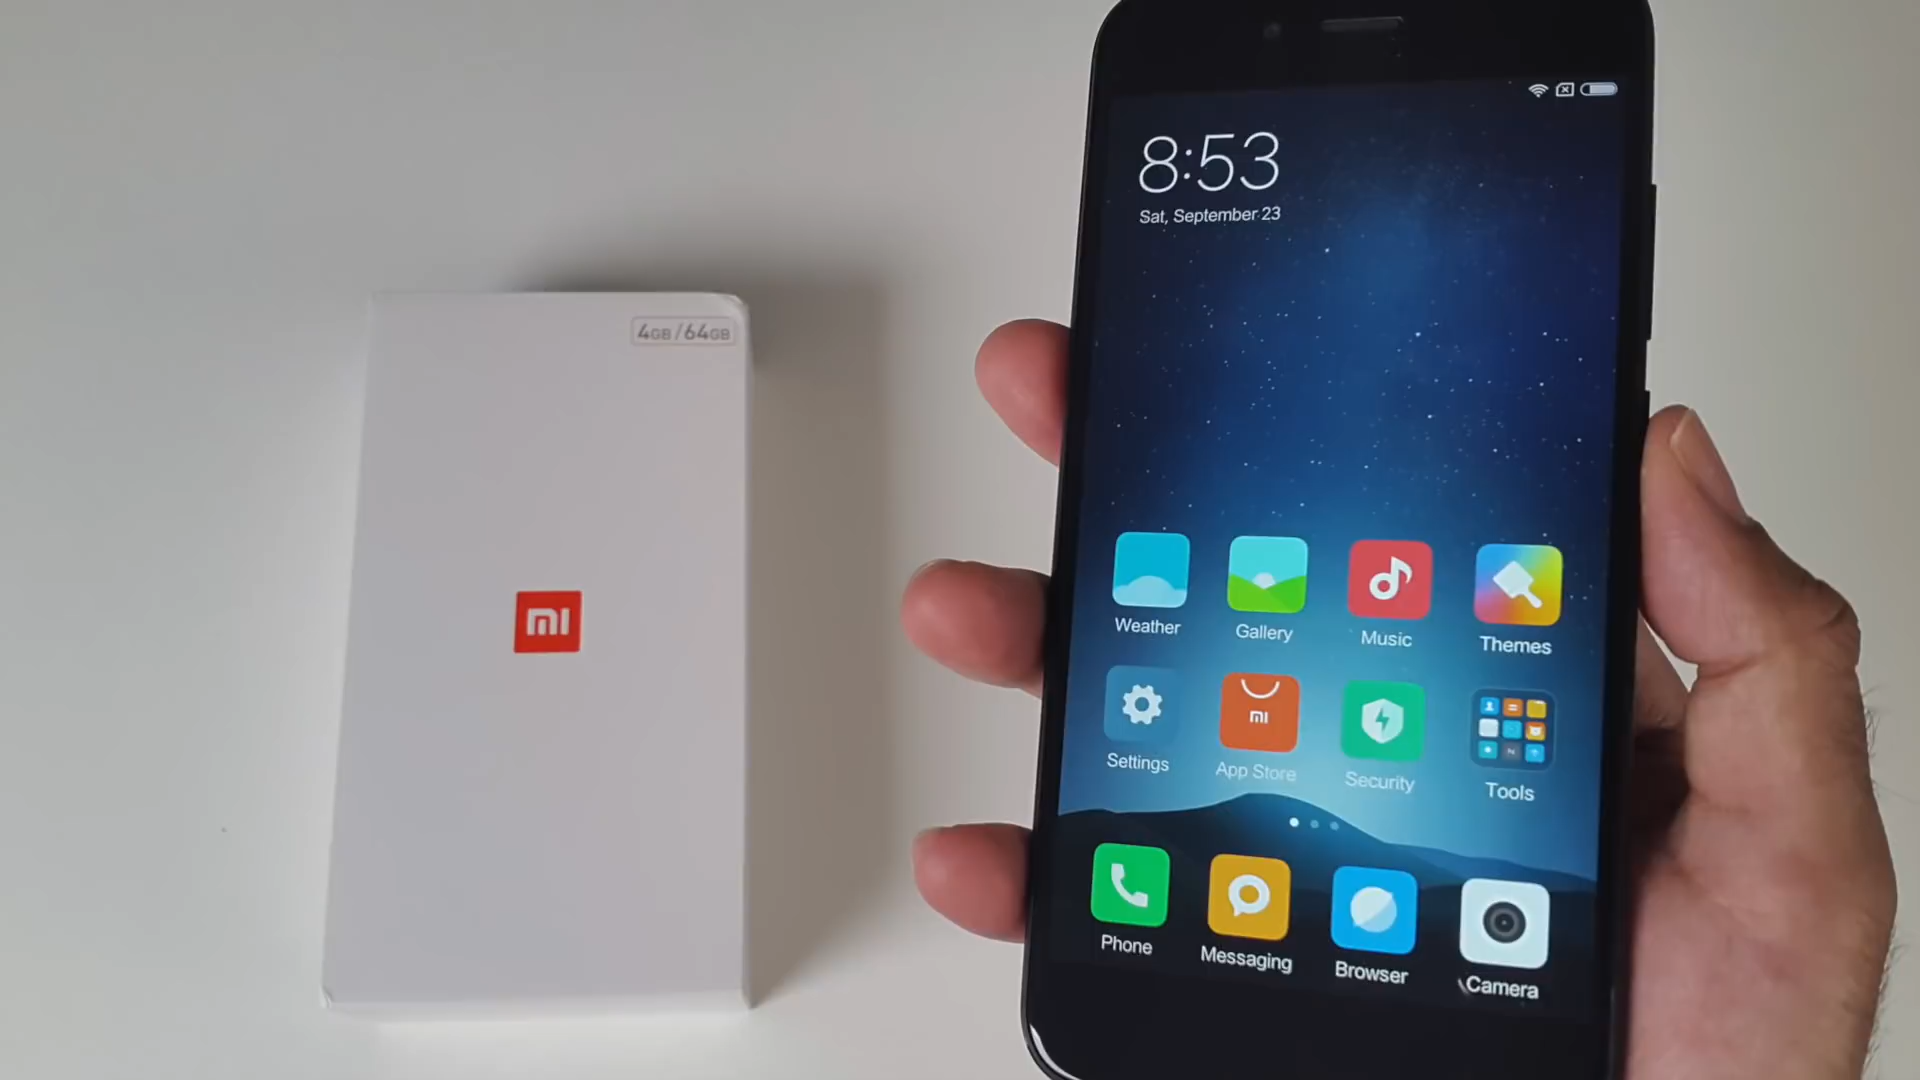 4GB/64GB
mi
8:53
Sat, September 23
Weather
Gallery
Music
Themes
mi
Settings
App Store
Security
Tools
Phone
Messaging
Browser
Camera